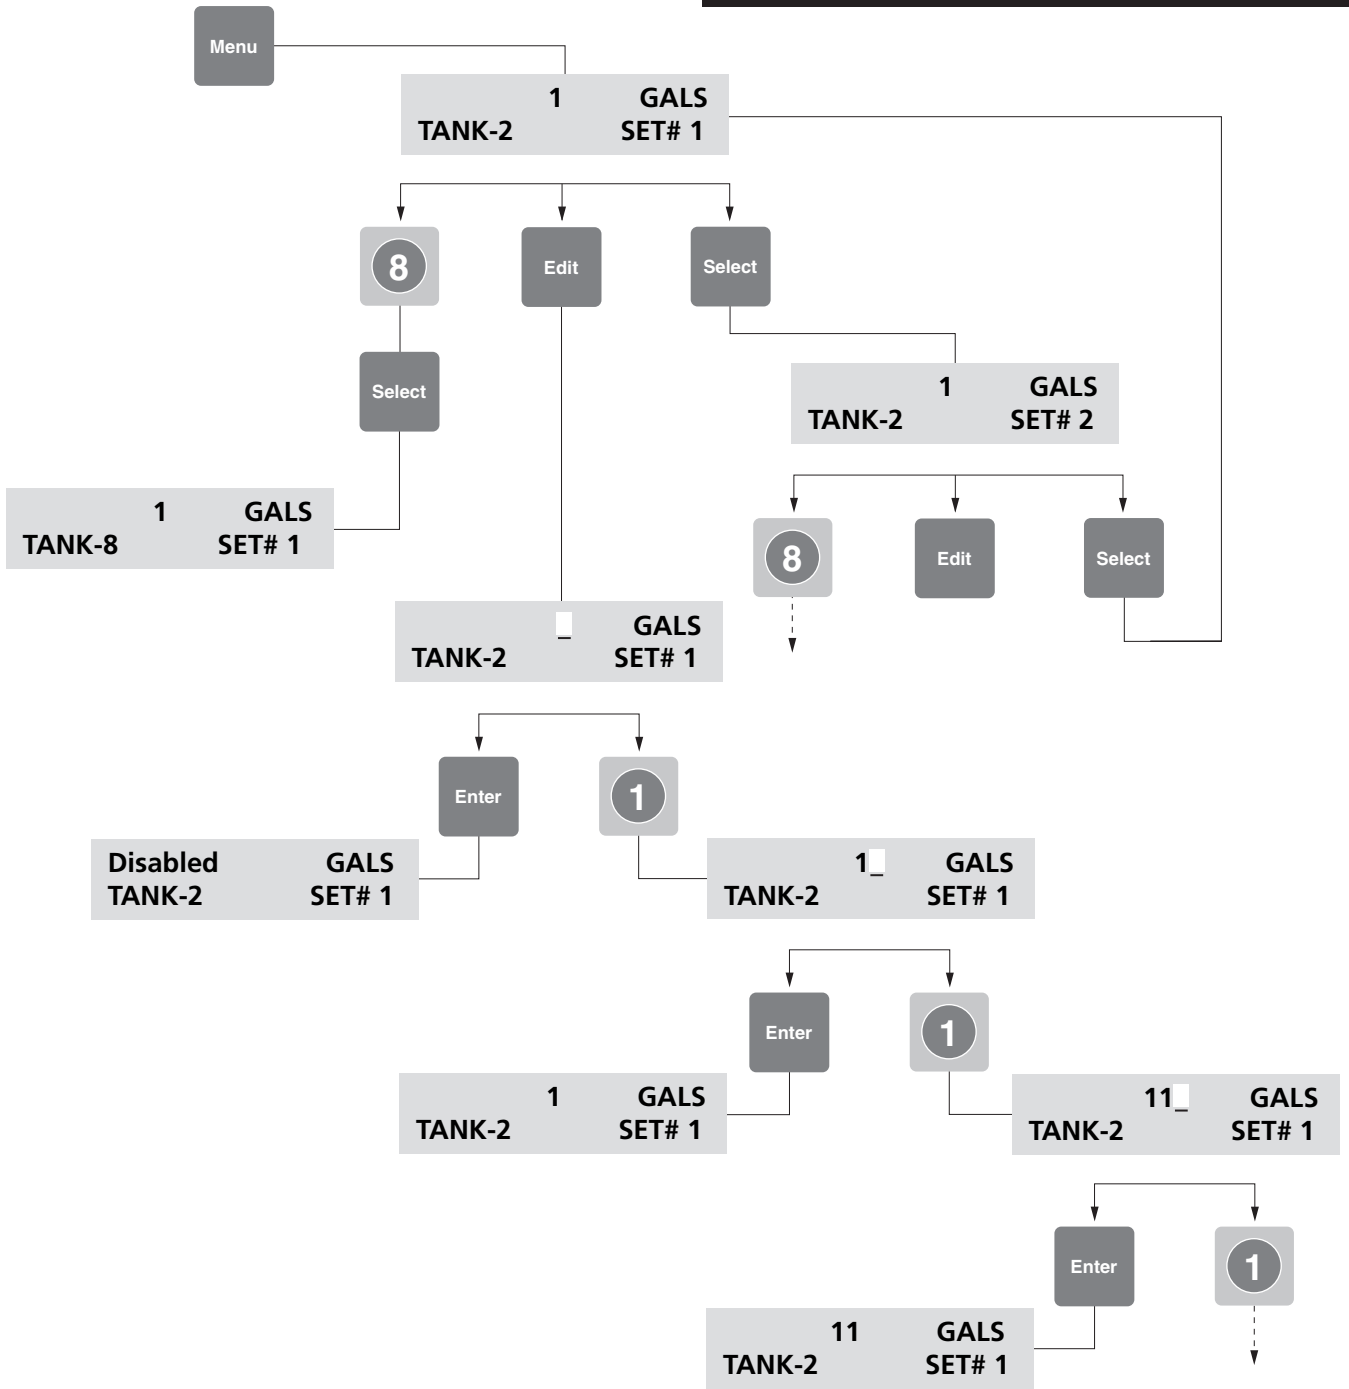 Menu
1 GALS
TANK-2 SET# 1
8 Edit Select
Select
1 GALS
TANK-2 SET# 2
1 GALS
TANK-8 SET# 1
8 Edit Select
_ GALS
TANK-2 SET# 1
Enter 1
Disabled GALS
TANK-2 SET# 1
1_ GALS
TANK-2 SET# 1
Enter 1
1 GALS
TANK-2 SET# 1
11_ GALS
TANK-2 SET# 1
Enter 1
11 GALS
TANK-2 SET# 1